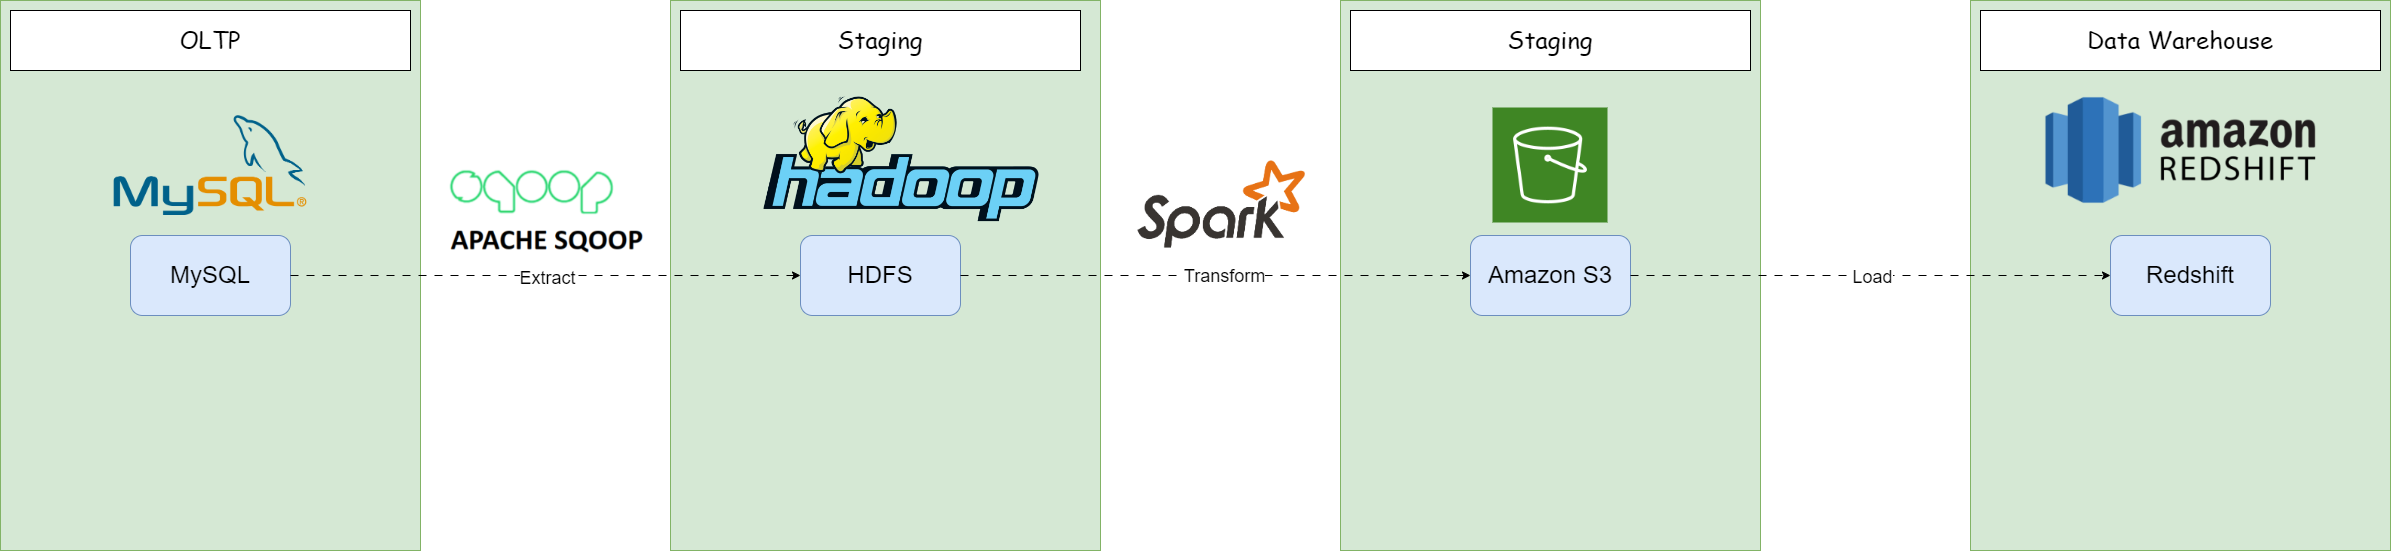 OLTP
Staging
Staging
Data Warehouse
MySQL®
sqoop
APACHE SQOOP
hadoop
Spark
amazon
REDSHIFT
MySQL
Extract
HDFS
Transform
Amazon S3
Load
Redshift